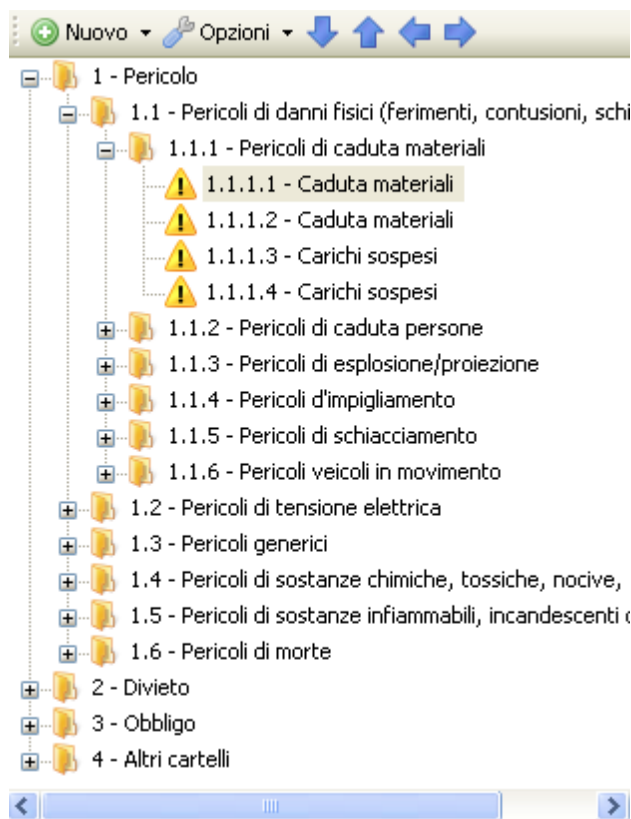 Nuovo Opzioni
1 - Pericolo
1.1 - Pericoli di danni fisici (ferimenti, contusioni,
1.1.1 - Pericoli di caduta materiali
1.1.1.1 - Caduta materiali
1.1.1.2 - Caduta materiali
1.1.1.3 - Carichi sospesi
1.1.1.4 - Carichi sospesi
1.1.2 - Pericoli di caduta persone
1.1.3 - Pericoli di esplosione/proiezione
1.1.4 - Pericoli d'impigliamento
1.1.5 - Pericoli di schiacciamento
1.1.6 - Pericoli veicoli in movimento
1.2 - Pericoli di tensione elettrica
1.3 - Pericoli generici
1.4 - Pericoli di sostanze chimiche, tossiche, nocive,
1.5 - Pericoli di sostanze infiammabili, incandescenti
1.6 - Pericoli di morte
2 - Divieto
3 - Obbligo
4 - Altri cartelli